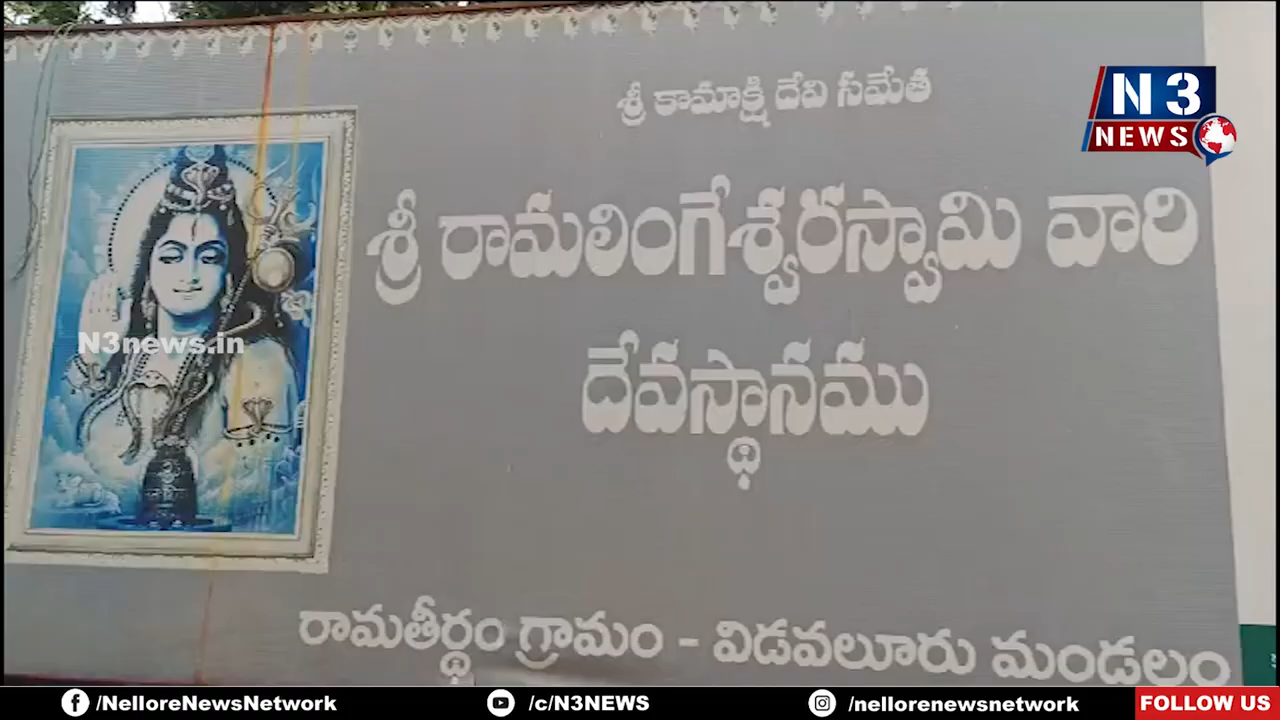 శ్రీ కామాక్షి దేవి సమేత
N3
NEWS
శ్రీ రామలింగేశ్వరస్వామి వారి
దేవస్థానము
N3news.in
రామతీర్థం గ్రామం - విడవలూరు మండలం
/NelloreNewsNetwork
/c/N3NEWS
/nellorenewsnetwork
FOLLOW US